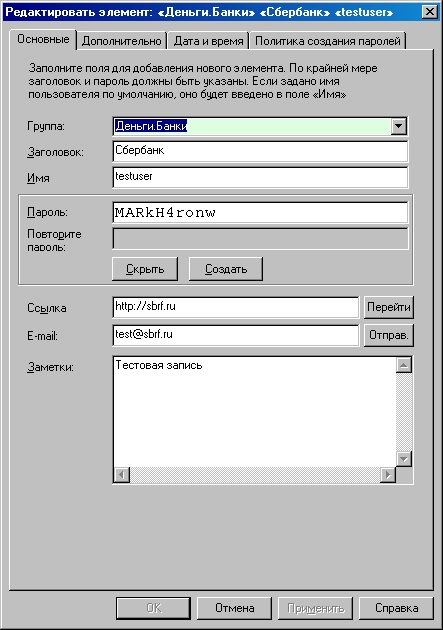 Редактировать элемент: «Деньги.Банки» «Сбербанк» «testuser»
Основные Дополнительно Дата и время Политика создания паролей
Заполните поля для добавления нового элемента. По крайней мере
заголовок и пароль должны быть указаны. Если задано имя
пользователя по умолчанию, оно будет введено в поле «Имя»
Группа: Деньги.Банки
Заголовок: Сбербанк
Имя testuser
Пароль: MARkH4ronw
Повторите
пароль:
Скрыть Создать
Ссылка http://sbrf.ru Перейти
E-mail: test@sbrf.ru Отправ.
Заметки: Тестовая запись
OK Отмена Применить Справка